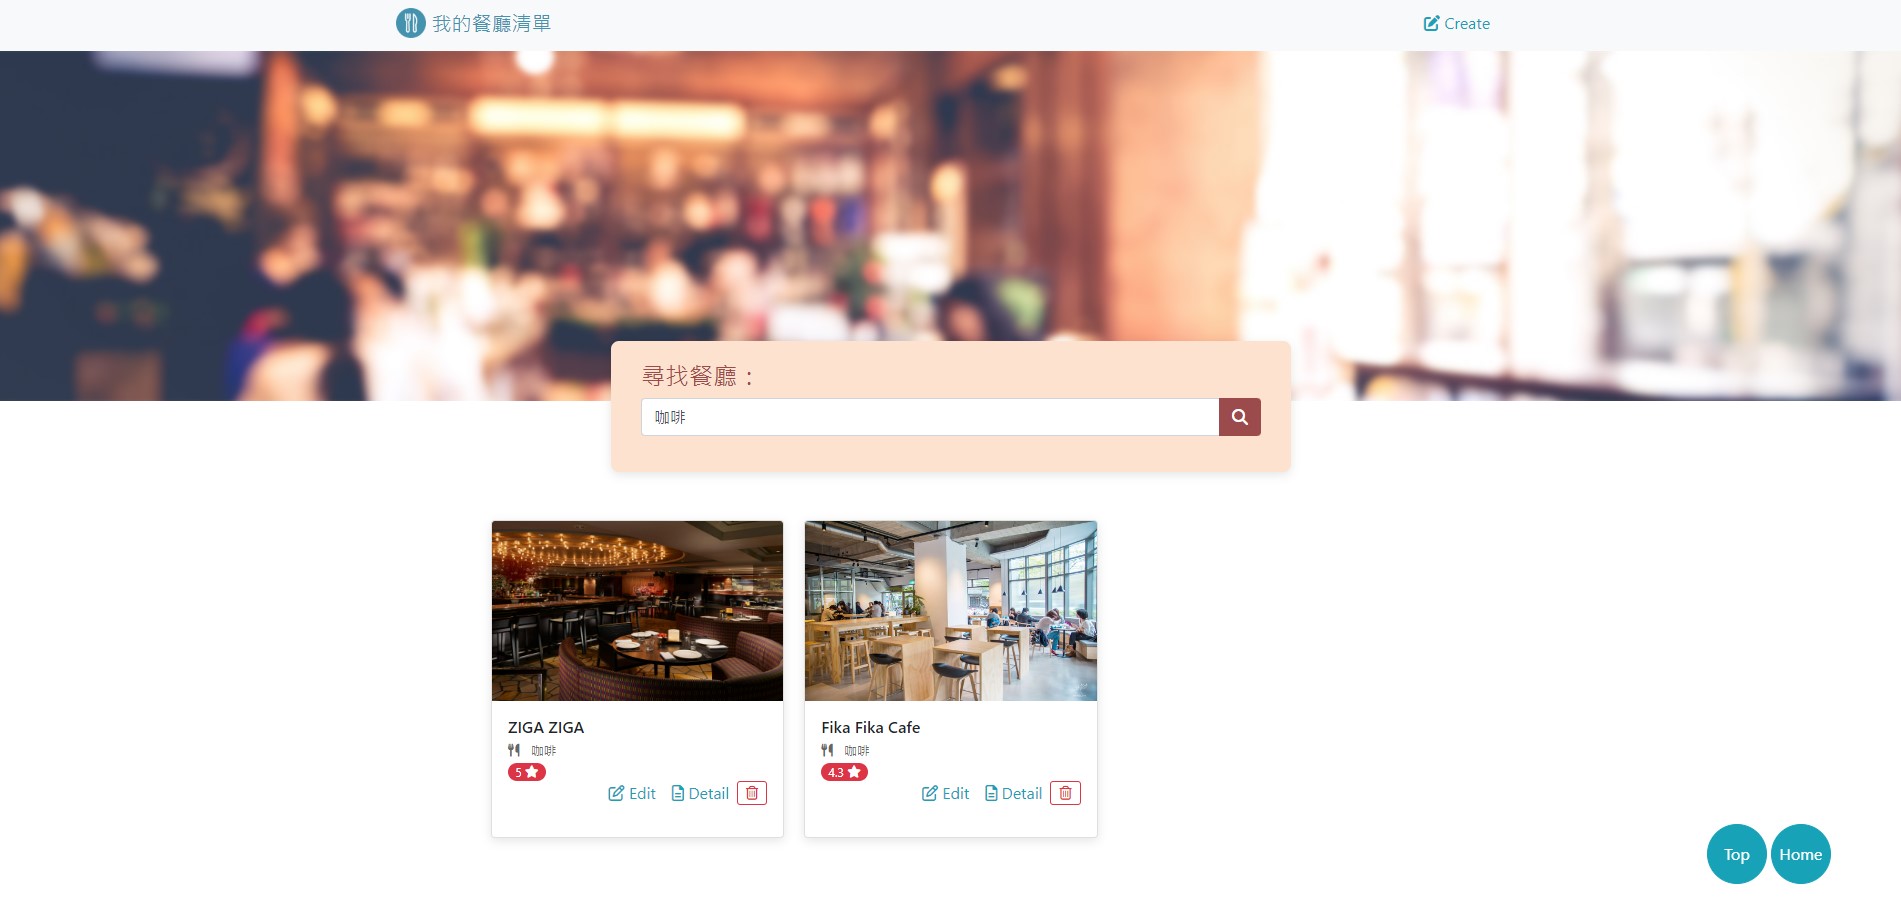 我的餐廳清單
Create
尋找餐廳：
咖啡
ZIGA ZIGA
咖啡
5
Edit Detail
Fika Fika Cafe
咖啡
4.3
Edit Detail
Top Home